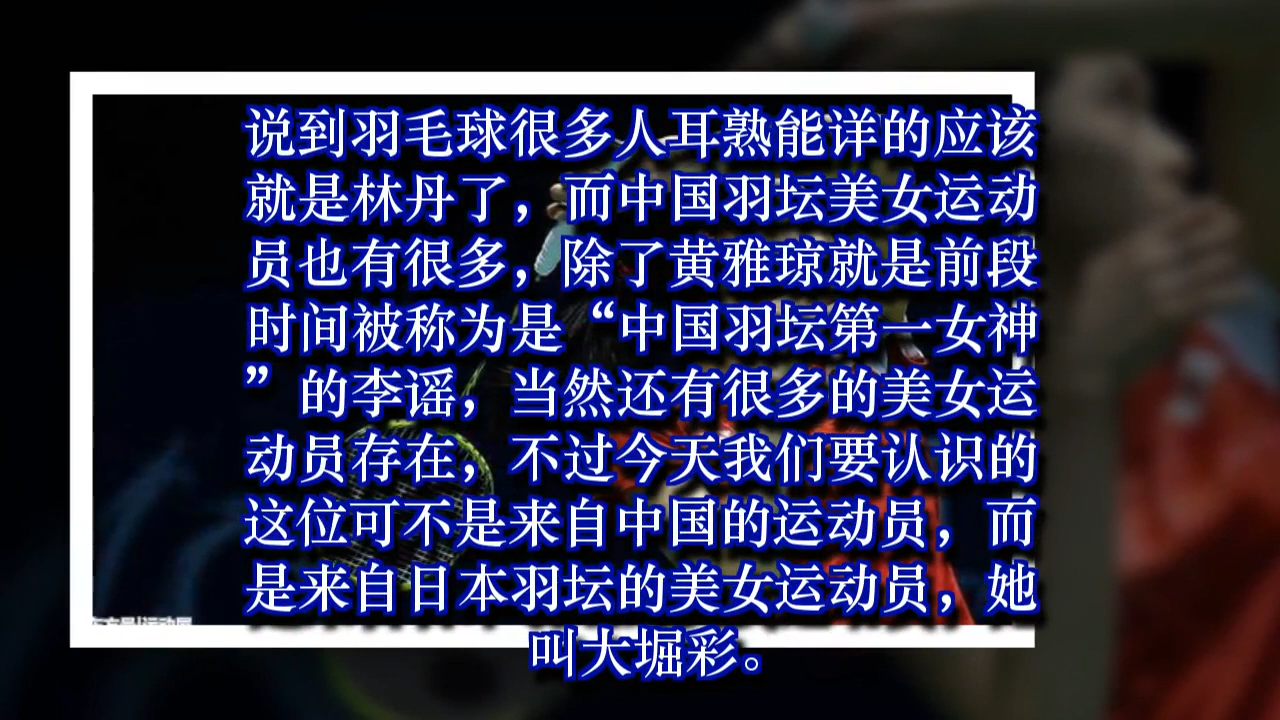 说到羽毛球很多人耳熟能详的应该
就是林丹了，而中国羽坛美女运动
员也有很多，除了黄雅琼就是前段
时间被称为是“中国羽坛第一女神
”的李谣，当然还有很多的美女运
动员存在，不过今天我们要认识的
这位可不是来自中国的运动员，而
是来自日本羽坛的美女运动员，她
叫大堀彩。